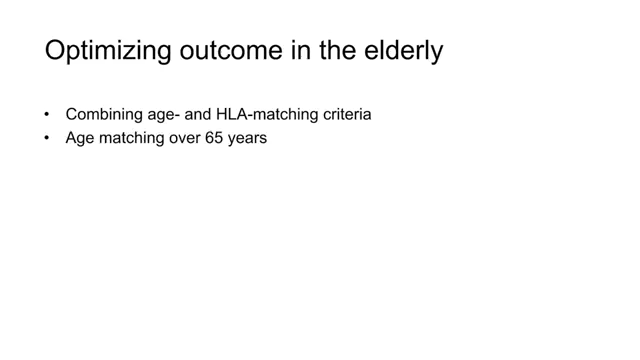 Optimizing outcome in the elderly
• Combining age- and HLA-matching criteria
• Age matching over 65 years